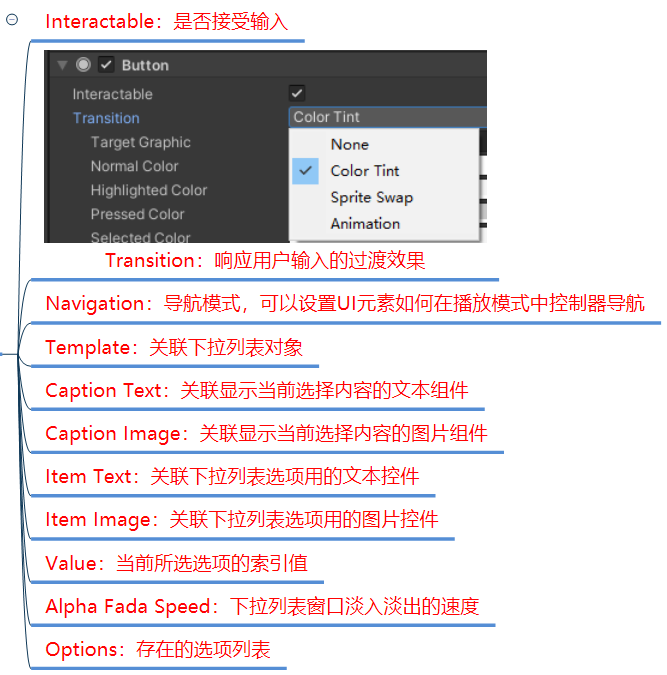 Interactable：是否接受输入
Button
Interactable
Transition
Color Tint
Target Graphic
None
Normal Color
Color Tint
Highlighted Color
Sprite Swap
Pressed Color
Animation
Selected Color
Transition：响应用户输入的过渡效果
Navigation：导航模式，可以设置UI元素如何在播放模式中控制器导航
Template：关联下拉列表对象
Caption Text：关联显示当前选择内容的文本组件
Caption Image：关联显示当前选择内容的图片组件
Item Text：关联下拉列表选项用的文本控件
Item Image：关联下拉列表选项用的图片控件
Value：当前所选选项的索引值
Alpha Fada Speed：下拉列表窗口淡入淡出的速度
Options：存在的选项列表